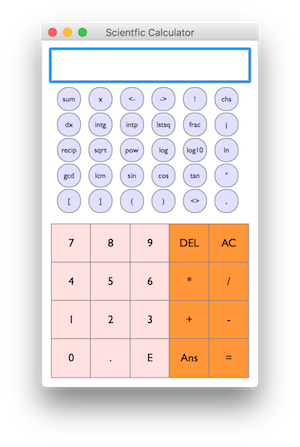 Scientfic Calculator
sum x <- -> ! chs
dx intg intp lstsq frac j
recip sqrt pow log log10 ln
gcd lcm sin cos tan °
[ ] ( ) <> ,
7 8 9 DEL AC
4 5 6 * /
1 2 3 + -
0 . E Ans =